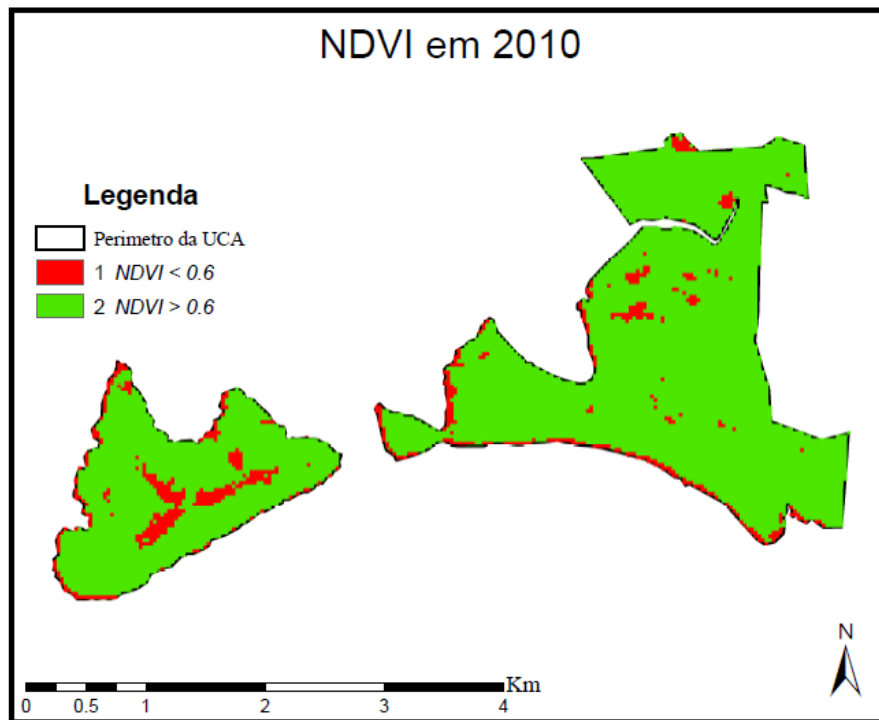 NDVI em 2010
Legenda
Perimetro da UCA
1 NDVI < 0.6
2 NDVI > 0.6
N
Km
0 0.5 1 2 3 4